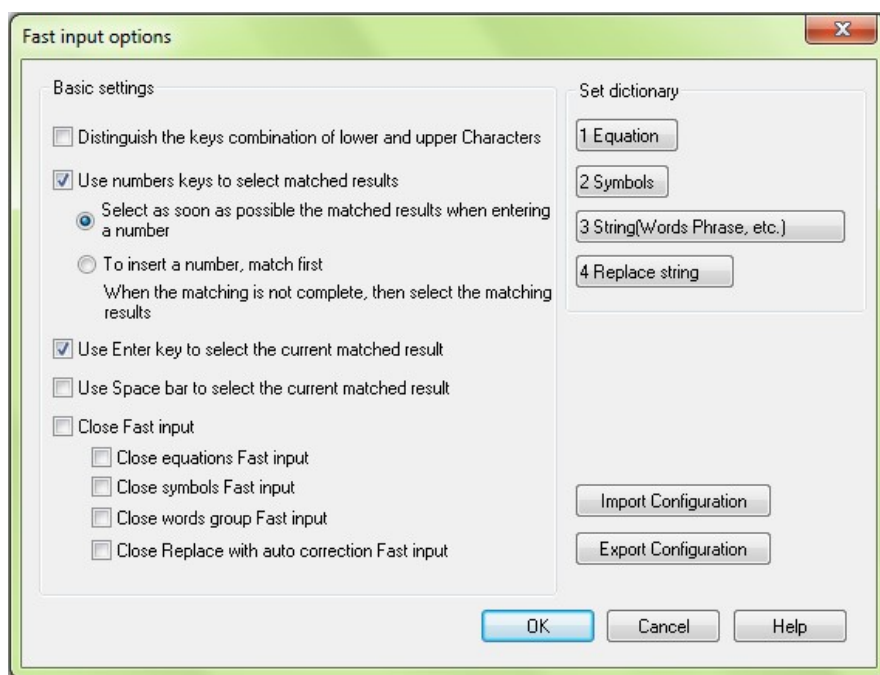 Fast input options
Basic settings
Distinguish the keys combination of lower and upper Characters
Use numbers keys to select matched results
Select as soon as possible the matched results when entering
a number
To insert a number, match first
When the matching is not complete, then select the matching
results
Use Enter key to select the current matched result
Use Space bar to select the current matched result
Close Fast input
Close equations Fast input
Close symbols Fast input
Close words group Fast input
Close Replace with auto correction Fast input
Set dictionary
1 Equation
2 Symbols
3 String(Words Phrase, etc.)
4 Replace string
Import Configuration
Export Configuration
OK
Cancel
Help